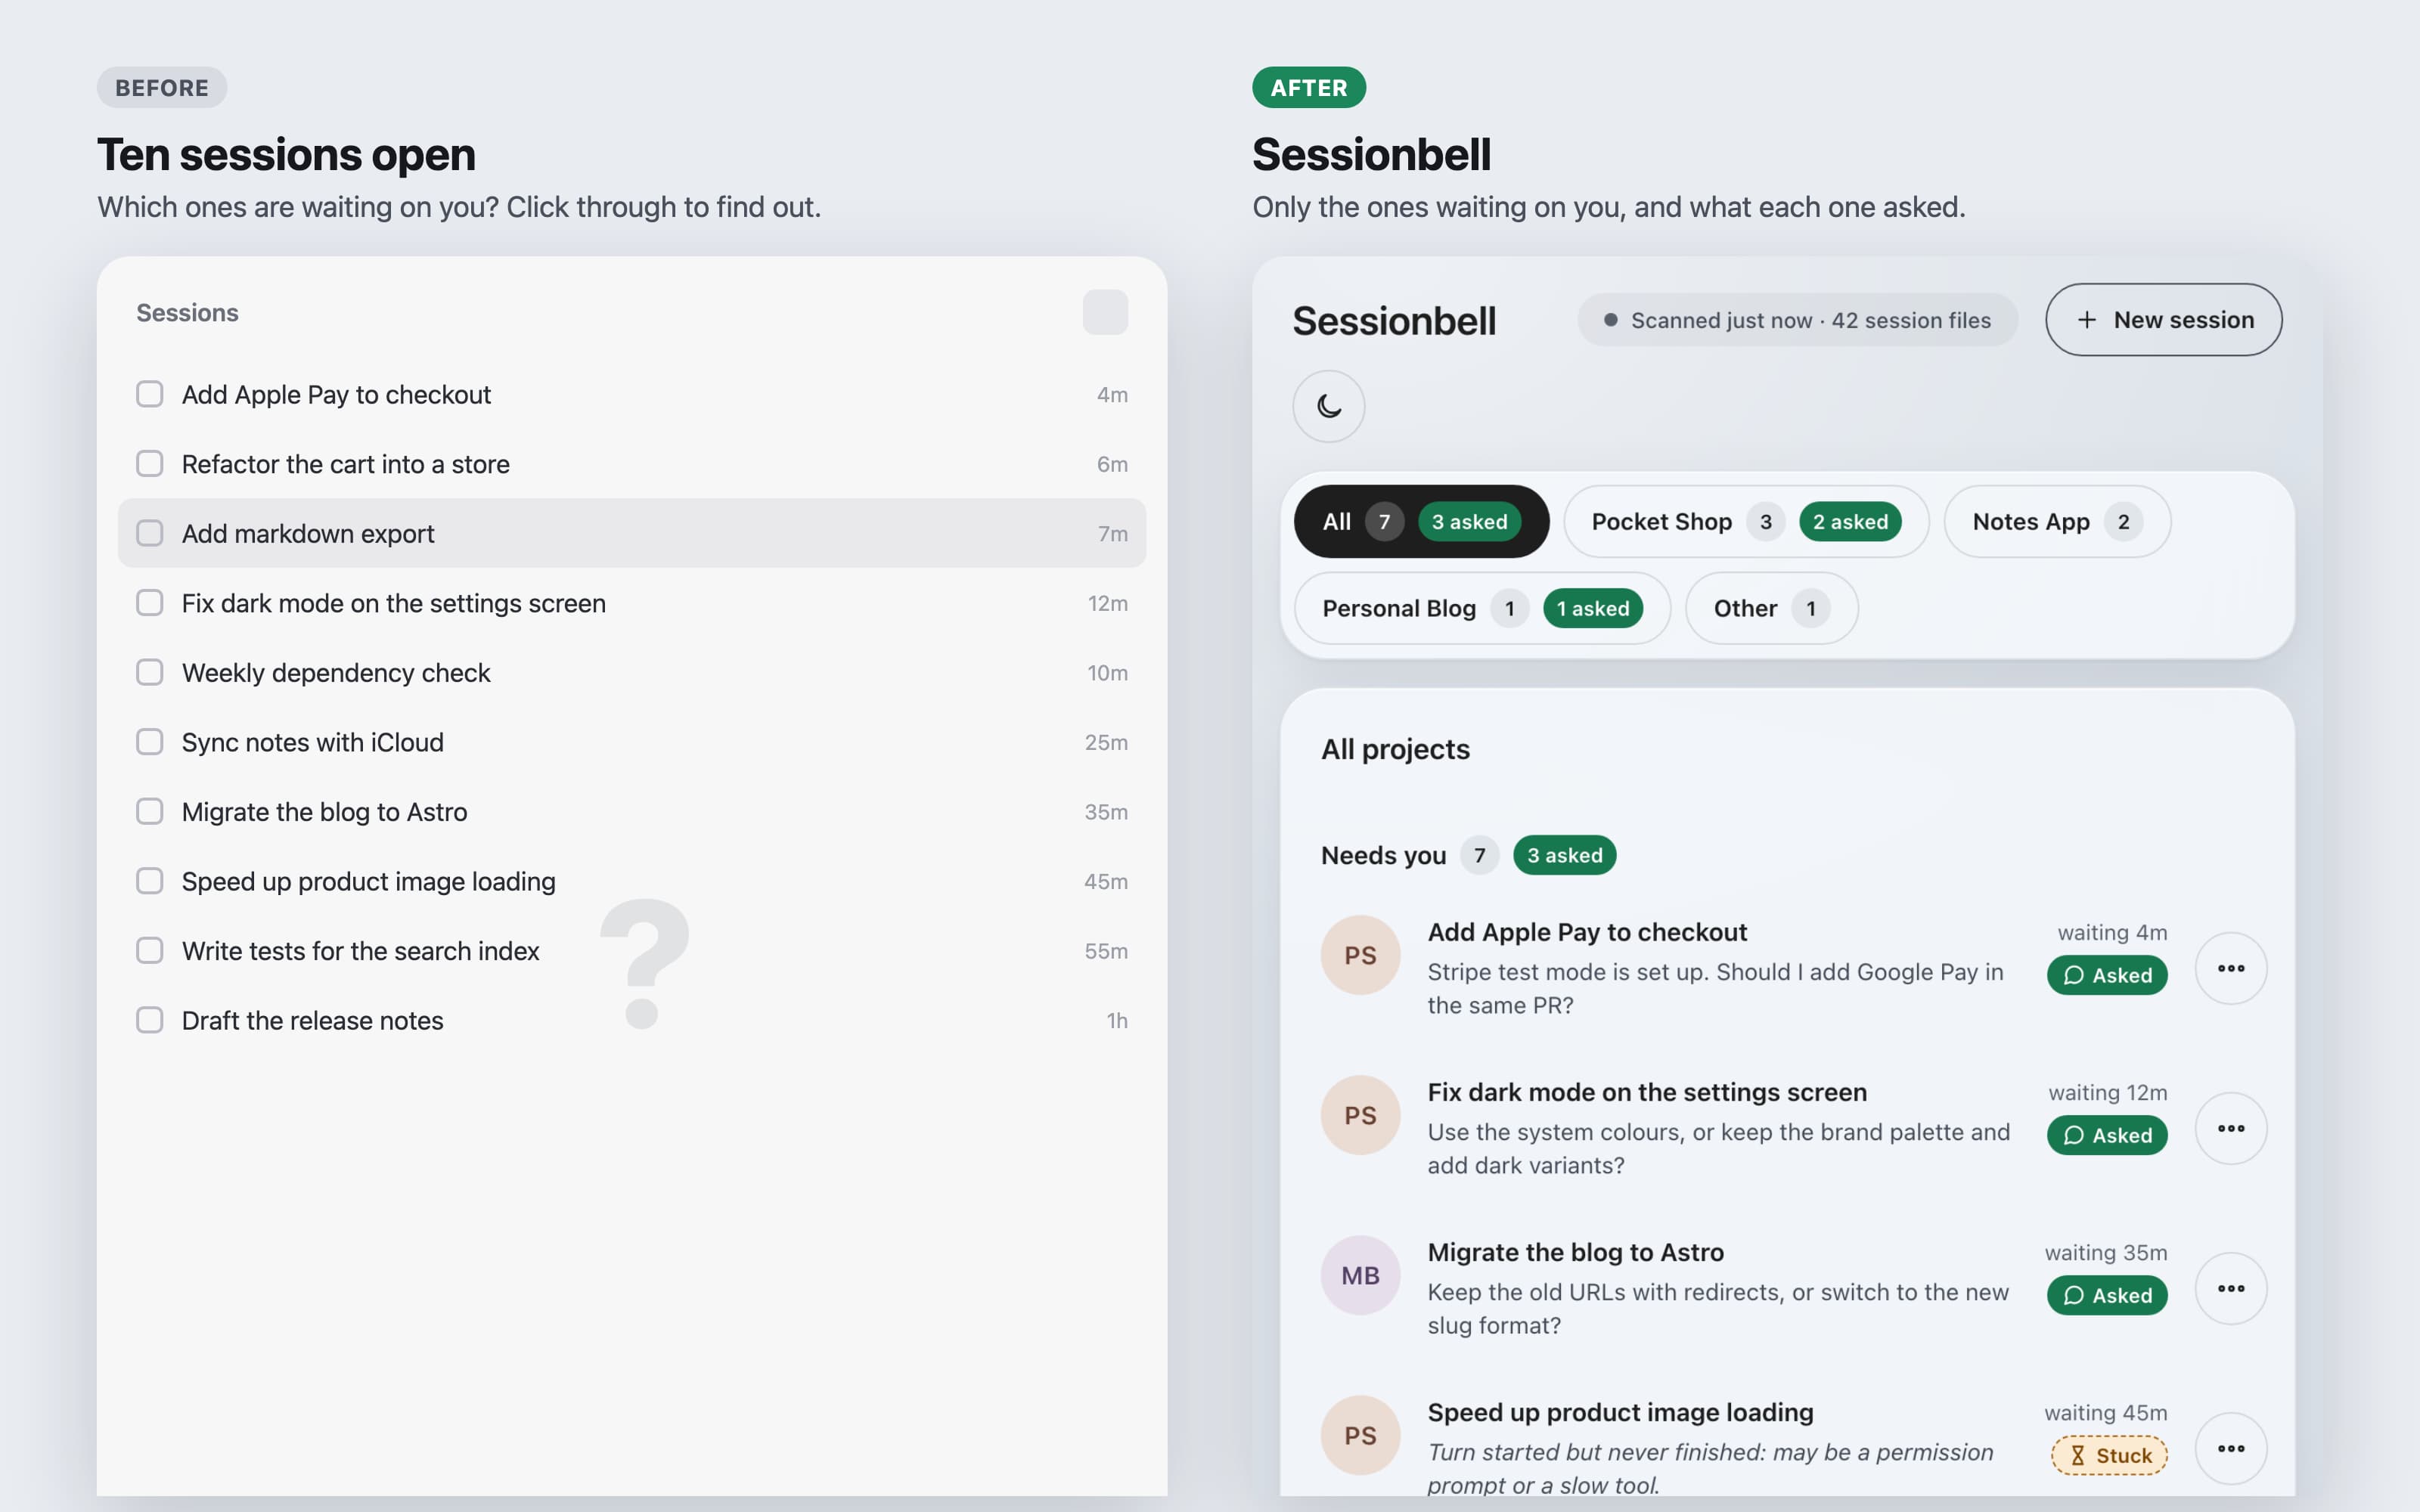 BEFORE
Ten sessions open
Which ones are waiting on you? Click through to find out.
Sessions
Add Apple Pay to checkout 4m
Refactor the cart into a store 6m
Add markdown export 7m
Fix dark mode on the settings screen 12m
Weekly dependency check 10m
Sync notes with iCloud 25m
Migrate the blog to Astro 35m
Speed up product image loading 45m
Write tests for the search index 55m
Draft the release notes 1h
?
AFTER
Sessionbell
Only the ones waiting on you, and what each one asked.
Sessionbell Scanned just now · 42 session files + New session
All 7 3 asked Pocket Shop 3 2 asked Notes App 2
Personal Blog 1 1 asked Other 1
All projects
Needs you 7 3 asked
PS
Add Apple Pay to checkout
Stripe test mode is set up. Should I add Google Pay in
the same PR?
waiting 4m
Asked
PS
Fix dark mode on the settings screen
Use the system colours, or keep the brand palette and
add dark variants?
waiting 12m
Asked
MB
Migrate the blog to Astro
Keep the old URLs with redirects, or switch to the new
slug format?
waiting 35m
Asked
PS
Speed up product image loading
Turn started but never finished: may be a permission
prompt or a slow tool.
waiting 45m
Stuck